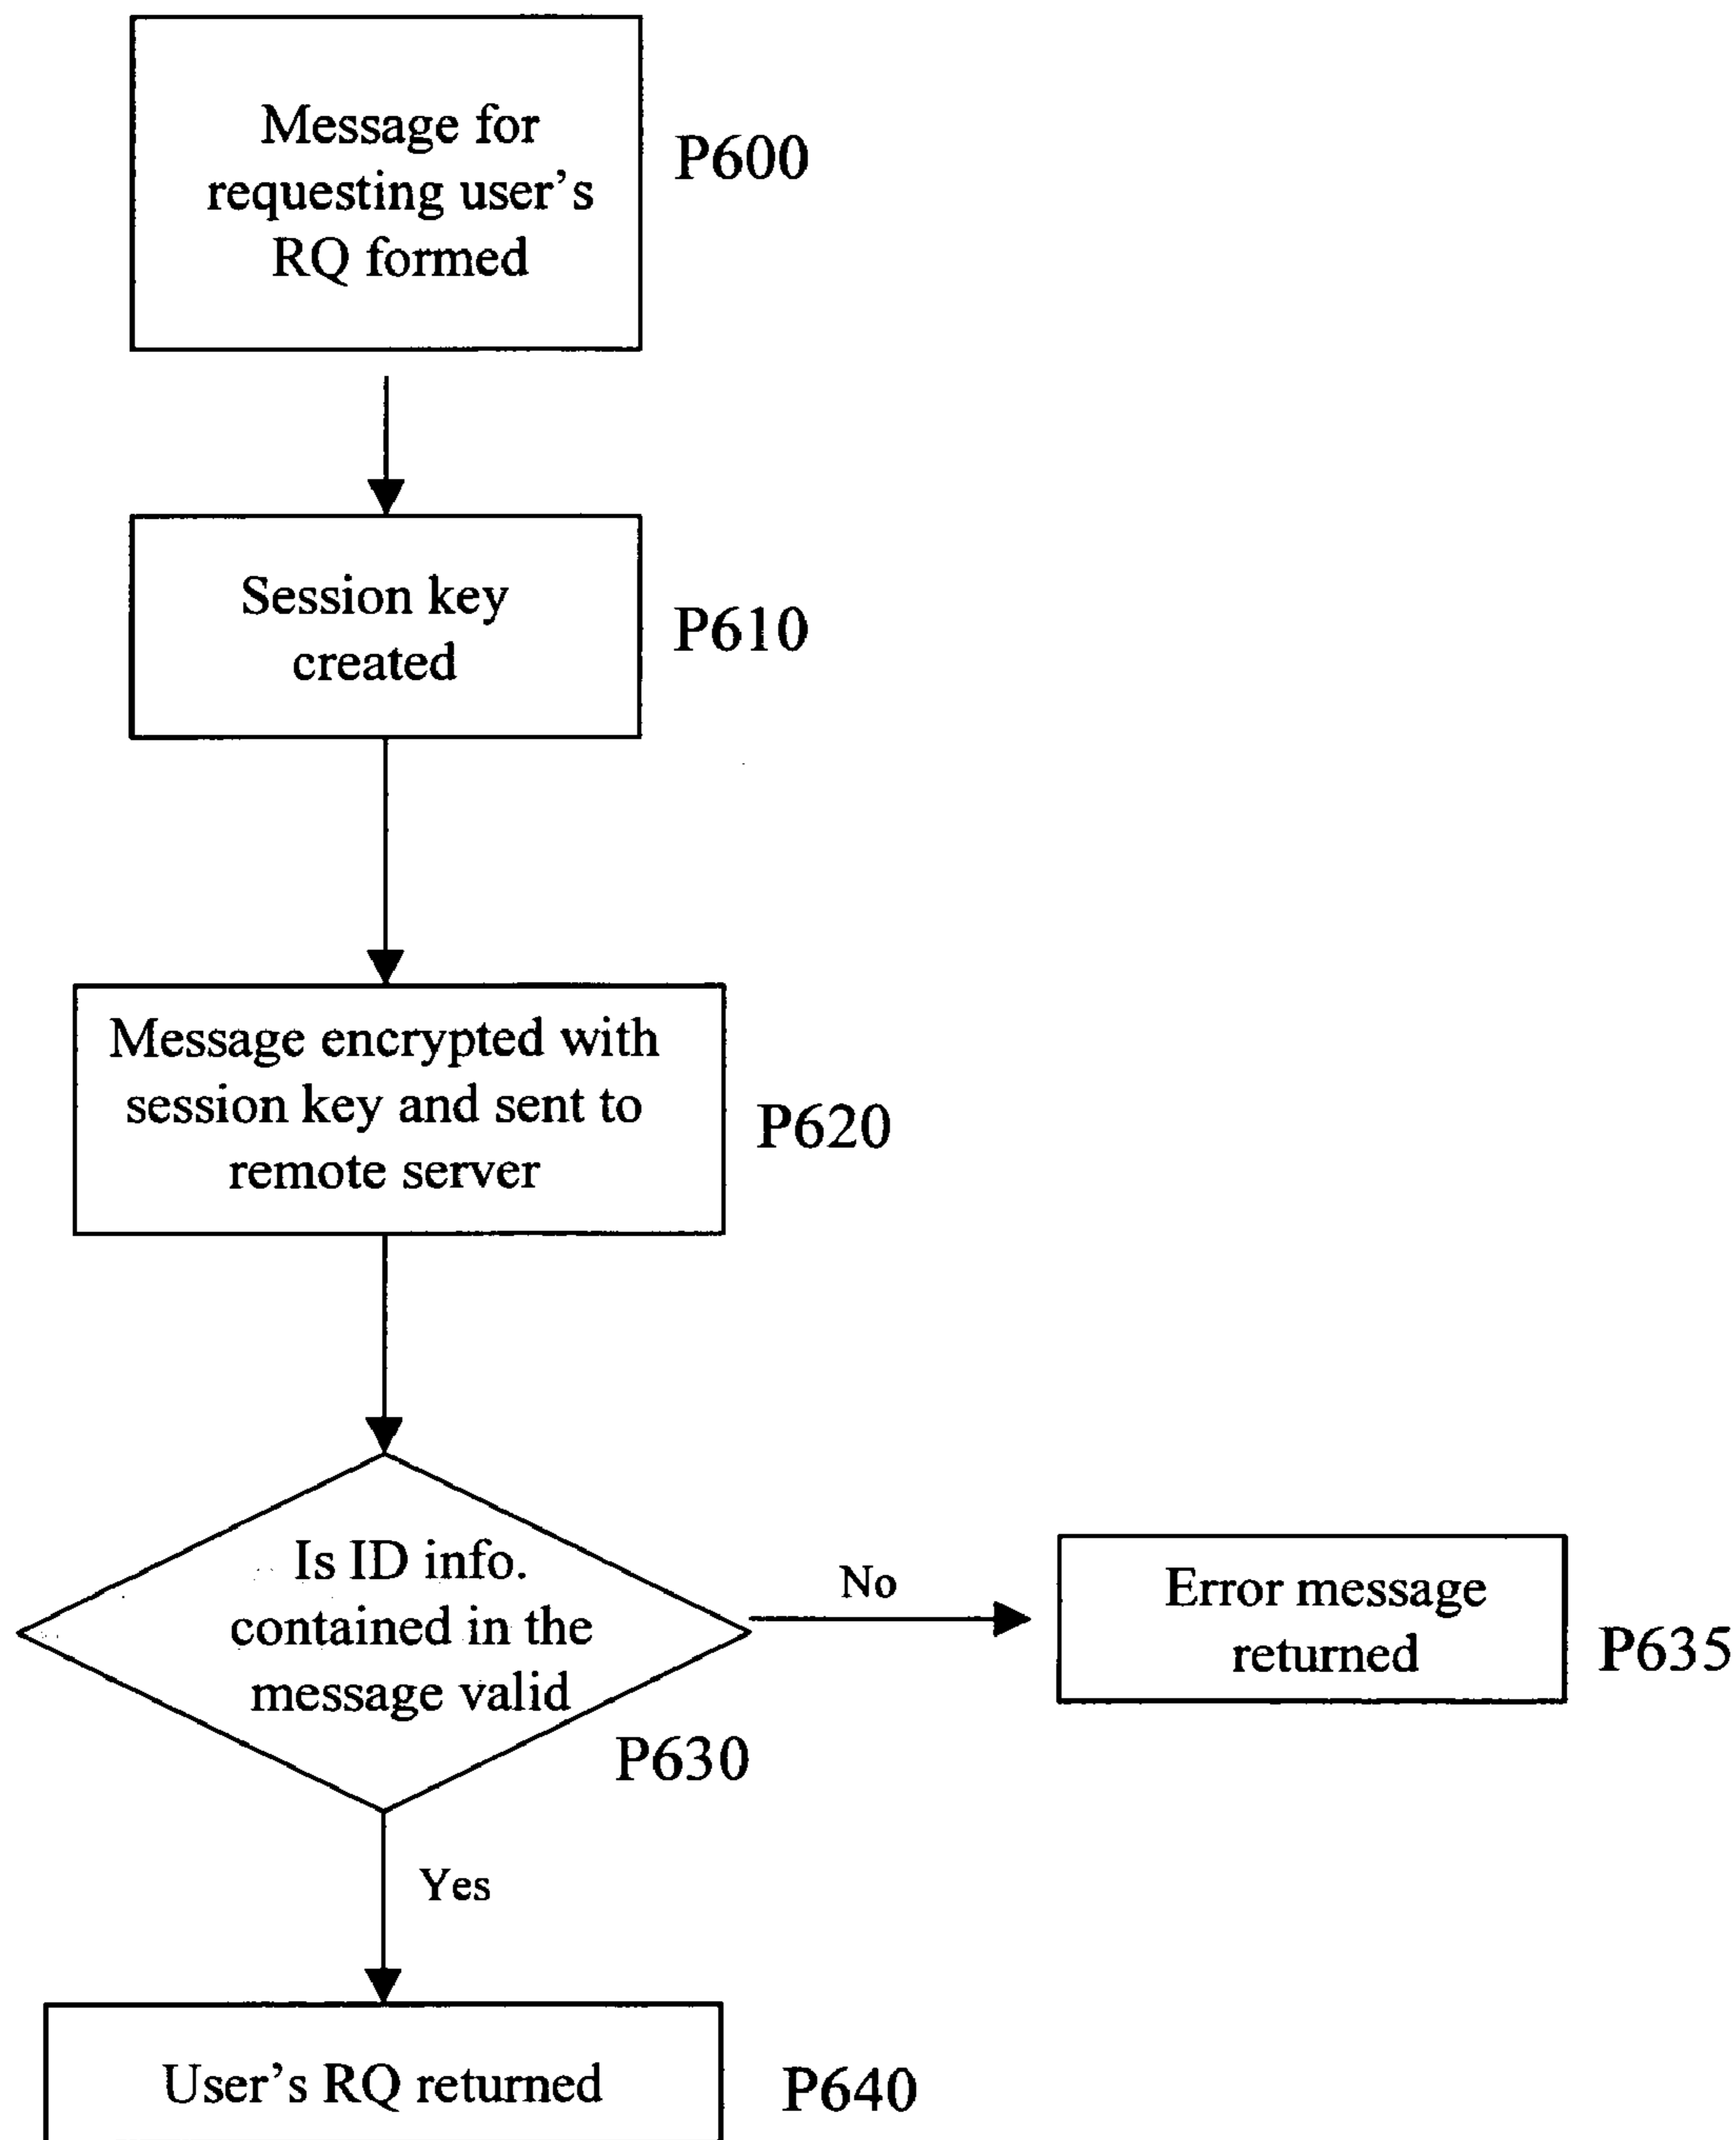 Message for
requesting user's
RQ formed
P600
Session key
created
P610
Message encrypted with
session key and sent to
remote server
P620
Is ID info.
contained in the
message valid
P630
No
Error message
returned
P635
Yes
User's RQ returned
P640